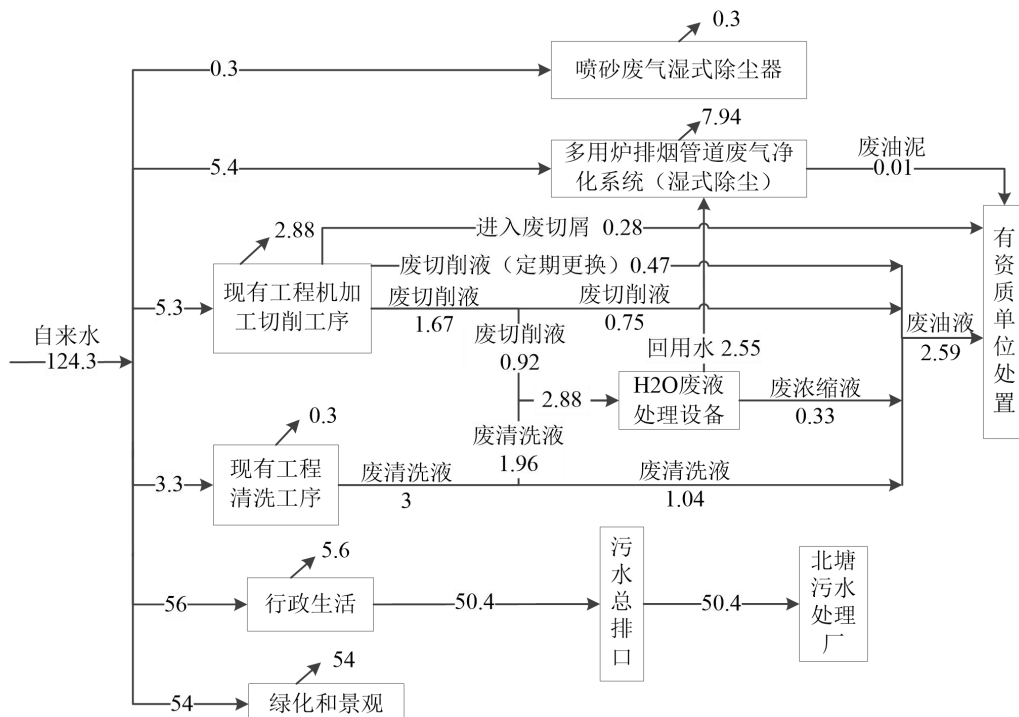 0.3
0.3
喷砂废气湿式除尘器
7.94
5.4
多用炉排烟管道废气净
化系统（湿式除尘）
废油泥
0.01
2.88
进入废切屑 0.28
废切削液（定期更换）0.47
5.3
现有工程机加
工切削工序
废切削液
1.67
废切削液
0.75
废切削液
0.92
自来水
124.3
回用水 2.55
废油液
2.59
有
资
质
单
位
处
置
2.88
H2O废液
处理设备
废浓缩液
0.33
0.3
废清洗液
1.96
3.3
现有工程
清洗工序
废清洗液
3
废清洗液
1.04
5.6
56
行政生活
50.4
污
水
总
排
口
50.4
北塘
污水
处理
厂
54
54
绿化和景观